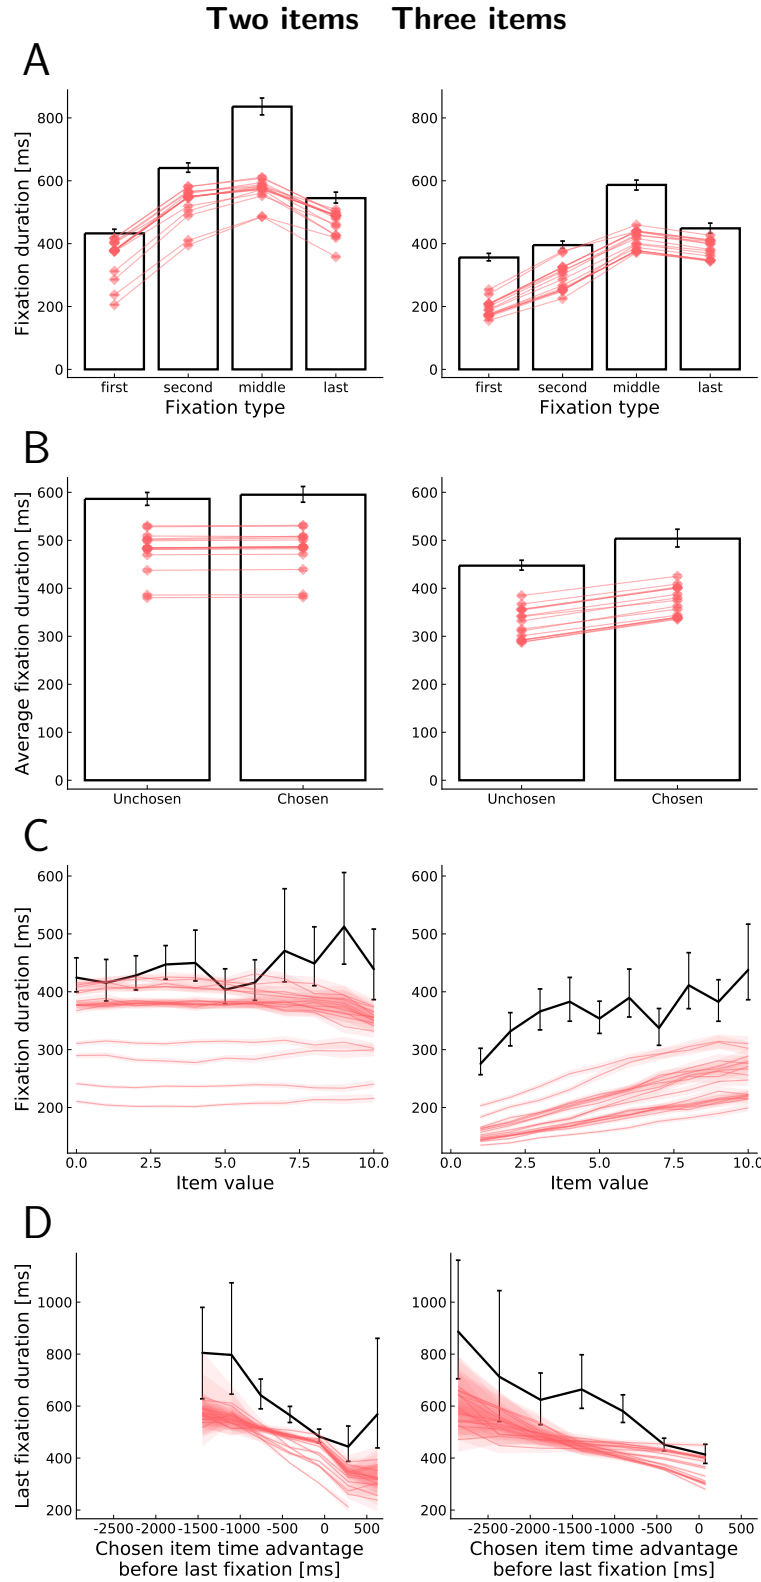 Two items Three items
A
Fixation duration [ms]
800
600
400
200
0
first second middle last
Fixation type
800
600
400
200
0
first second middle last
Fixation type
B
Average fixation duration [ms]
600
500
400
300
200
100
0
Unchosen Chosen
600
500
400
300
200
100
0
Unchosen Chosen
C
Fixation duration [ms]
600
500
400
300
200
0.0 2.5 5.0 7.5 10.0
Item value
600
500
400
300
200
0.0 2.5 5.0 7.5 10.0
Item value
D
Last fixation duration [ms]
1000
800
600
400
200
-2500 -2000 -1500 -1000 -500 0 500
Chosen item time advantage
before last fixation [ms]
1000
800
600
400
200
-2500 -2000 -1500 -1000 -500 0 500
Chosen item time advantage
before last fixation [ms]